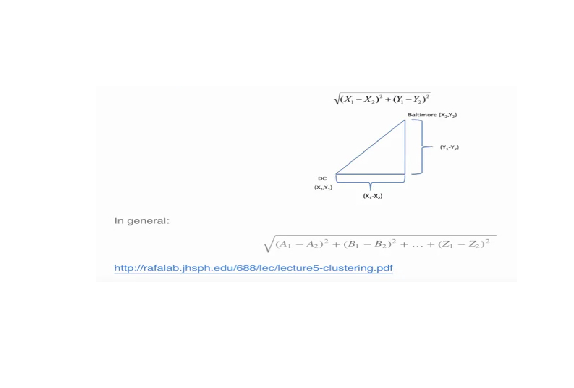 √(X₁ − X₂)² + (Y₁ − Y₂)²
Baltimore (X₂,Y₂)
(Y₁-Y₂)
DC
(X₁,Y₁)
(X₁-X₂)
In general:
√(A₁ − A₂)² + (B₁ − B₂)² + … + (Z₁ − Z₂)²
http://rafalab.jhsph.edu/688/lec/lecture5-clustering.pdf